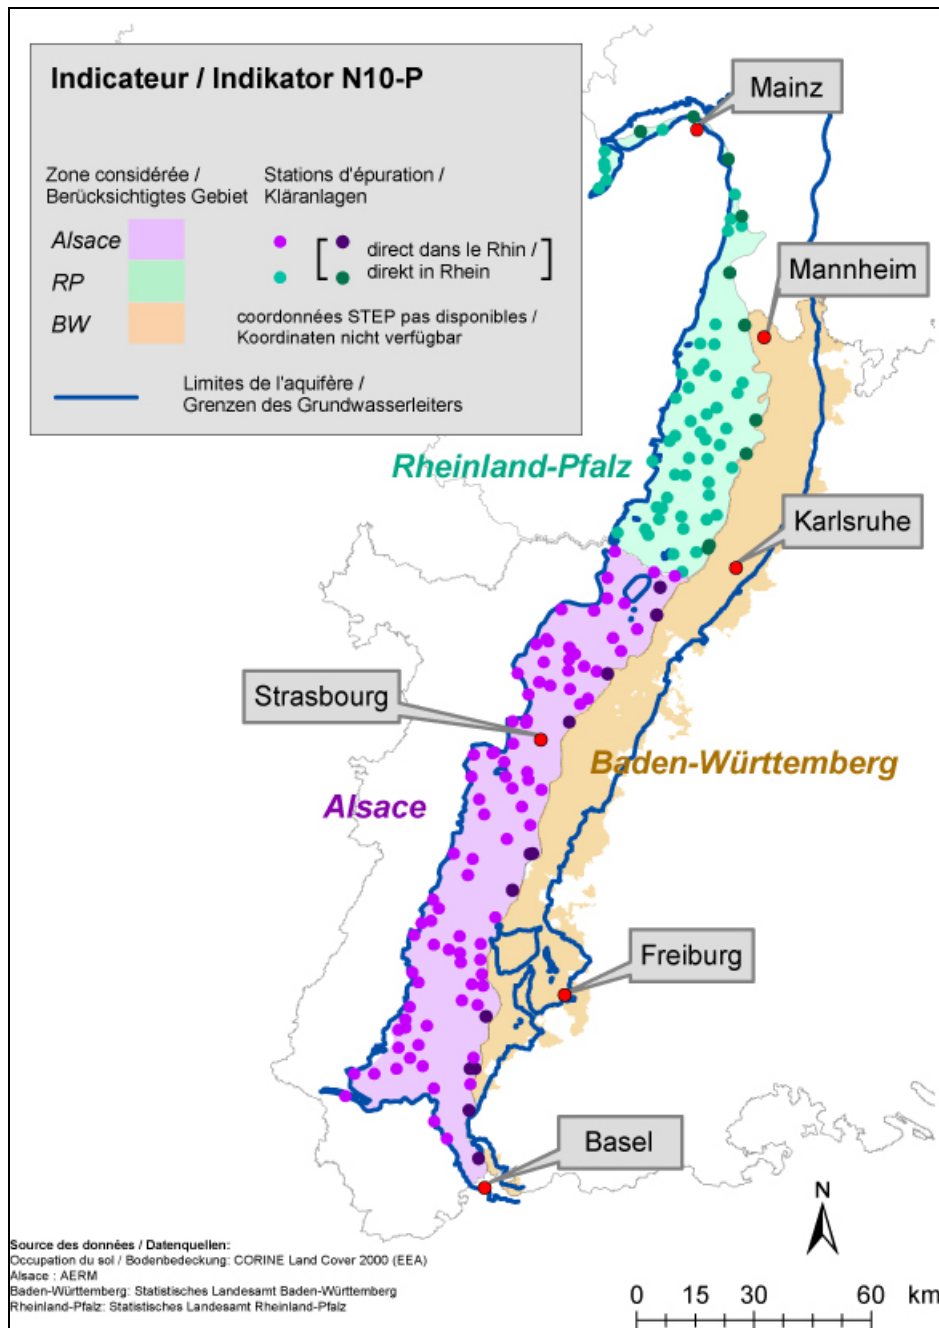 Indicateur / Indikator N10-P
Zone considérée /
Berücksichtigtes Gebiet
Stations d'épuration /
Kläranlagen
Alsace
RP
BW
[ direct dans le Rhin /
direkt in Rhein ]
coordonnées STEP pas disponibles /
Koordinaten nicht verfügbar
Limites de l'aquifère /
Grenzen des Grundwasserleiters
Mainz
Mannheim
Rheinland-Pfalz
Karlsruhe
Strasbourg
Baden-Württemberg
Alsace
Freiburg
Basel
N
Source des données / Datenquellen:
Occupation du sol / Bodenbedeckung: CORINE Land Cover 2000 (EEA)
Alsace : AERM
Baden-Württemberg: Statistisches Landesamt Baden-Württemberg
Rheinland-Pfalz: Statistisches Landesamt Rheinland-Pfalz
0 15 30 60 km